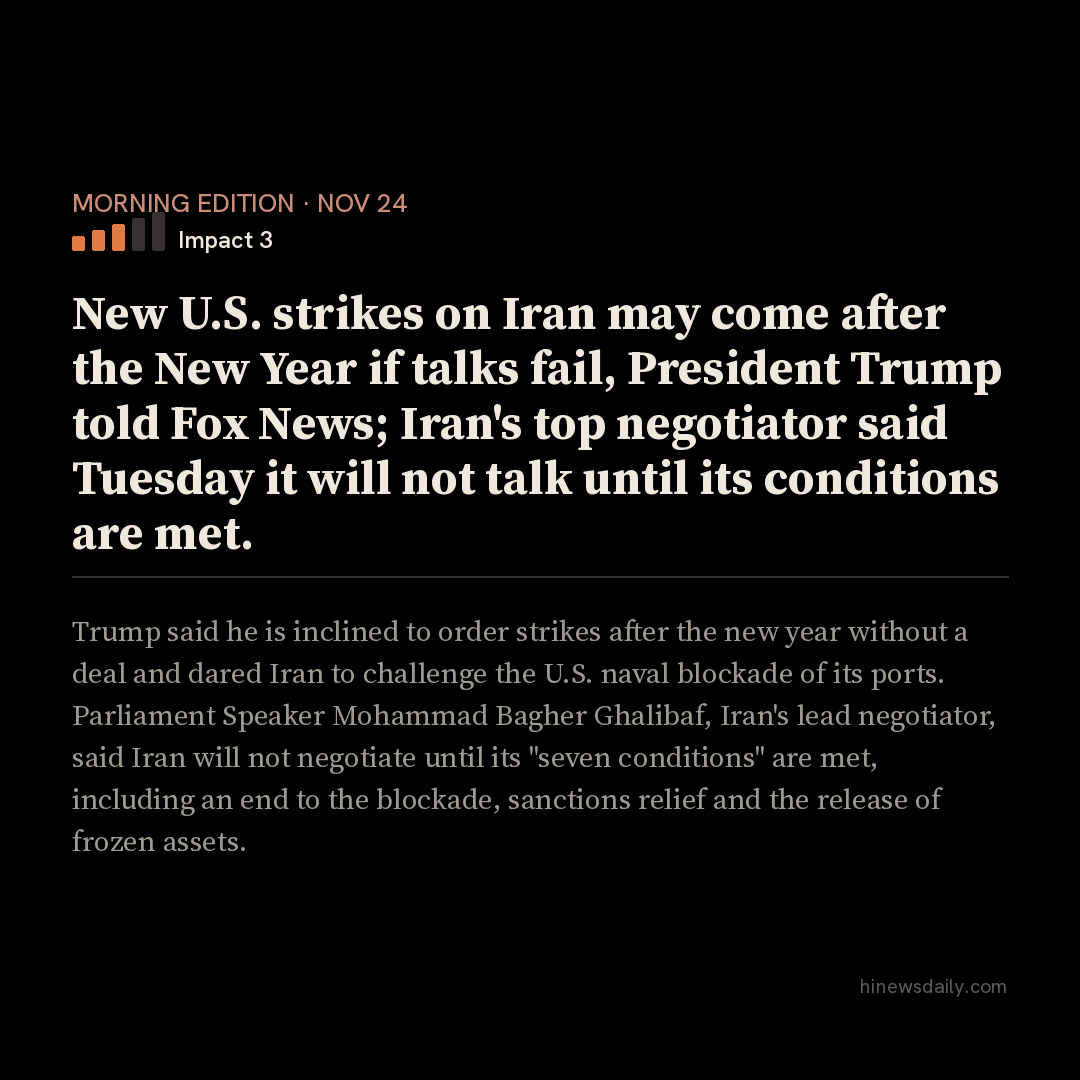 MORNING EDITION · NOV 24
Impact 3
New U.S. strikes on Iran may come after
the New Year if talks fail, President Trump
told Fox News; Iran's top negotiator said
Tuesday it will not talk until its conditions
are met.
Trump said he is inclined to order strikes after the new year without a
deal and dared Iran to challenge the U.S. naval blockade of its ports.
Parliament Speaker Mohammad Bagher Ghalibaf, Iran's lead negotiator,
said Iran will not negotiate until its "seven conditions" are met,
including an end to the blockade, sanctions relief and the release of
frozen assets.
hinewsdaily.com